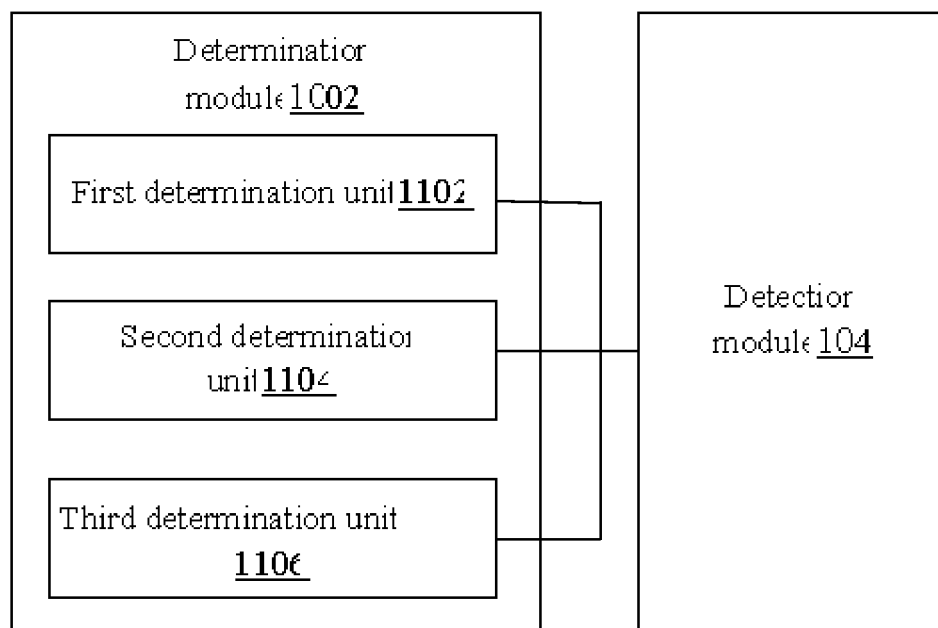 Determination
module 1002
First determination unit 1102
Second determination
unit 1104
Third determination unit
1106
Detection
module 104